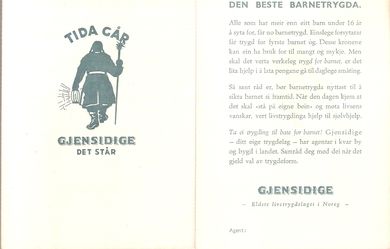 TIDA GÅR
GJENSIDIGE
DET STÅR
DEN BESTE BARNETRYGDA.
Alle som har meir enn eitt barn under 16 år
å syta for, får no barnetrygd. Einslege forsytarar
får trygd for fyrste barnet òg. Desse kronene
kan ein ha bruk for til mangt og mykje. Men
skal det verta verkeleg trygd for barnet, er det
lita hjelp i å lata pengane gå til daglege småting.
Så sant råd er, bør barnetrygda nyttast til å
sikra barnet si framtid. Når den dagen kjem at
det skal «stå på eigne bein» og møta livsens
vanskar, vert livstrygdinga hjelp til sjølvhjelp.
Ta ei trygding til bate for barnet! Gjensidige
– ditt eige trygdelag – har agentar i kvar by
og bygd i landet. Samråd deg med dei når det
gjeld val av trygdeform.
GJENSIDIGE
– Eldste livstrygdelaget i Noreg –
Agent: